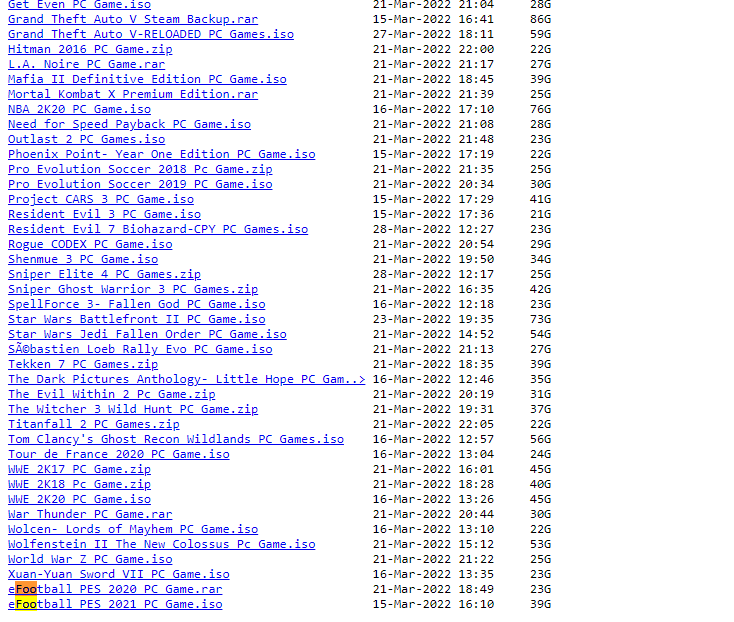 Get Even PC Game.iso 21-Mar-2022 21:04 28G
Grand Theft Auto V Steam Backup.rar 15-Mar-2022 16:41 86G
Grand Theft Auto V-RELOADED PC Games.iso 27-Mar-2022 18:11 59G
Hitman 2016 PC Game.zip 21-Mar-2022 22:00 22G
L.A. Noire PC Game.rar 21-Mar-2022 21:17 27G
Mafia II Definitive Edition PC Game.iso 21-Mar-2022 18:45 39G
Mortal Kombat X Premium Edition.rar 21-Mar-2022 21:39 25G
NBA 2K20 PC Game.iso 16-Mar-2022 17:10 76G
Need for Speed Payback PC Game.iso 21-Mar-2022 21:08 28G
Outlast 2 PC Games.iso 21-Mar-2022 21:48 23G
Phoenix Point- Year One Edition PC Game.iso 15-Mar-2022 17:19 22G
Pro Evolution Soccer 2018 Pc Game.zip 21-Mar-2022 21:35 25G
Pro Evolution Soccer 2019 PC Game.iso 21-Mar-2022 20:34 30G
Project CARS 3 PC Game.iso 15-Mar-2022 17:29 41G
Resident Evil 3 PC Game.iso 15-Mar-2022 17:36 21G
Resident Evil 7 Biohazard-CPY PC Games.iso 28-Mar-2022 12:27 23G
Rogue CODEX PC Game.iso 21-Mar-2022 20:54 29G
Shenmue 3 PC Game.iso 21-Mar-2022 19:50 34G
Sniper Elite 4 PC Games.zip 28-Mar-2022 12:17 25G
Sniper Ghost Warrior 3 PC Games.zip 21-Mar-2022 16:35 42G
SpellForce 3- Fallen God PC Game.iso 16-Mar-2022 12:18 23G
Star Wars Battlefront II PC Game.iso 23-Mar-2022 19:35 73G
Star Wars Jedi Fallen Order PC Game.iso 21-Mar-2022 14:52 54G
SÃ©bastien Loeb Rally Evo PC Game.iso 21-Mar-2022 21:13 27G
Tekken 7 PC Games.zip 21-Mar-2022 18:35 39G
The Dark Pictures Anthology- Little Hope PC Gam..> 16-Mar-2022 12:46 35G
The Evil Within 2 Pc Game.zip 21-Mar-2022 20:19 31G
The Witcher 3 Wild Hunt PC Game.zip 21-Mar-2022 19:31 37G
Titanfall 2 PC Games.zip 21-Mar-2022 22:05 22G
Tom Clancy's Ghost Recon Wildlands PC Games.iso 16-Mar-2022 12:57 56G
Tour de France 2020 PC Game.iso 16-Mar-2022 13:04 24G
WWE 2K17 PC Game.zip 21-Mar-2022 16:01 45G
WWE 2K18 Pc Game.zip 21-Mar-2022 18:28 40G
WWE 2K20 PC Game.iso 16-Mar-2022 13:26 45G
War Thunder PC Game.rar 21-Mar-2022 20:44 30G
Wolcen- Lords of Mayhem PC Game.iso 16-Mar-2022 13:10 22G
Wolfenstein II The New Colossus Pc Game.iso 21-Mar-2022 15:12 53G
World War Z PC Game.iso 21-Mar-2022 21:22 25G
Xuan-Yuan Sword VII PC Game.iso 16-Mar-2022 13:35 23G
eFootball PES 2020 PC Game.rar 21-Mar-2022 18:49 23G
eFootball PES 2021 PC Game.iso 15-Mar-2022 16:10 39G